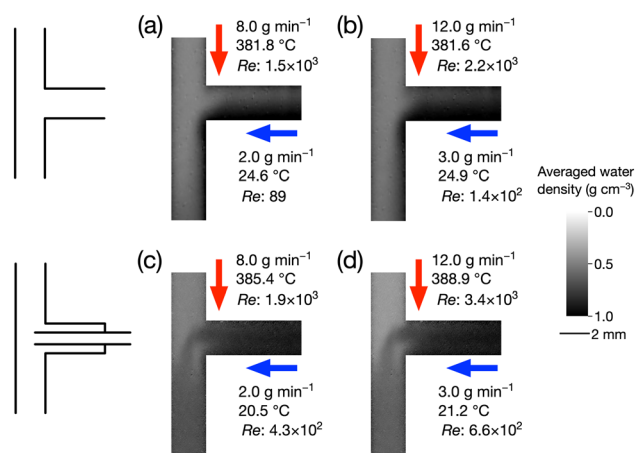 (a)
8.0 g min⁻¹
381.8 °C
Re: 1.5×10³
2.0 g min⁻¹
24.6 °C
Re: 89
(b)
12.0 g min⁻¹
381.6 °C
Re: 2.2×10³
3.0 g min⁻¹
24.9 °C
Re: 1.4×10²
(c)
8.0 g min⁻¹
385.4 °C
Re: 1.9×10³
2.0 g min⁻¹
20.5 °C
Re: 4.3×10²
(d)
12.0 g min⁻¹
388.9 °C
Re: 3.4×10³
3.0 g min⁻¹
21.2 °C
Re: 6.6×10²
Averaged water
density (g cm⁻³)
0.0
0.5
1.0
2 mm